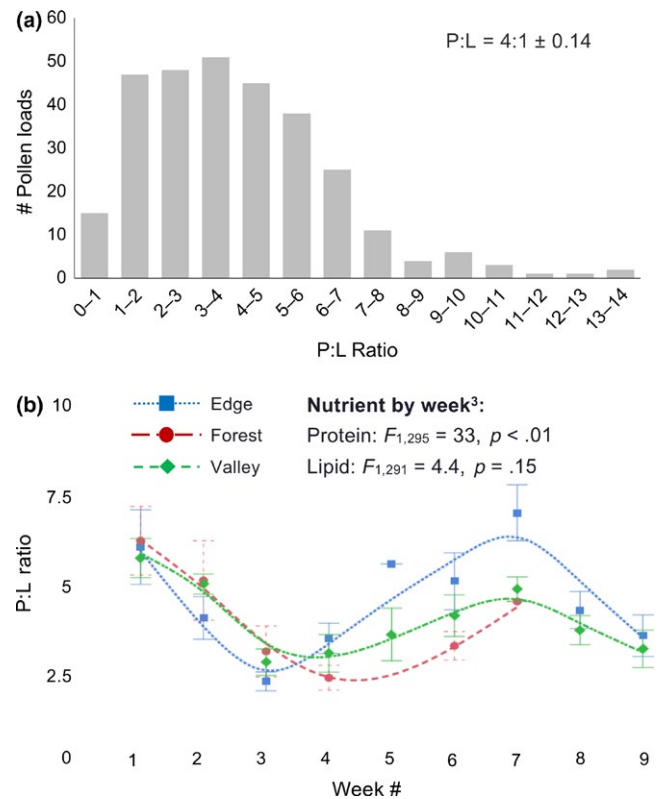 (a)
60
50
40
30
20
10
0
# Pollen loads
P:L = 4:1 ± 0.14
0–1
1–2
2–3
3–4
4–5
5–6
6–7
7–8
8–9
9–10
10–11
11–12
12–13
13–14
P:L Ratio
(b)
10
7.5
5
2.5
0
P:L ratio
Edge
Forest
Valley
Nutrient by week³:
Protein: F₁,₂₉₅ = 33, p < .01
Lipid: F₁,₂₉₁ = 4.4, p = .15
1 2 3 4 5 6 7 8 9
Week #